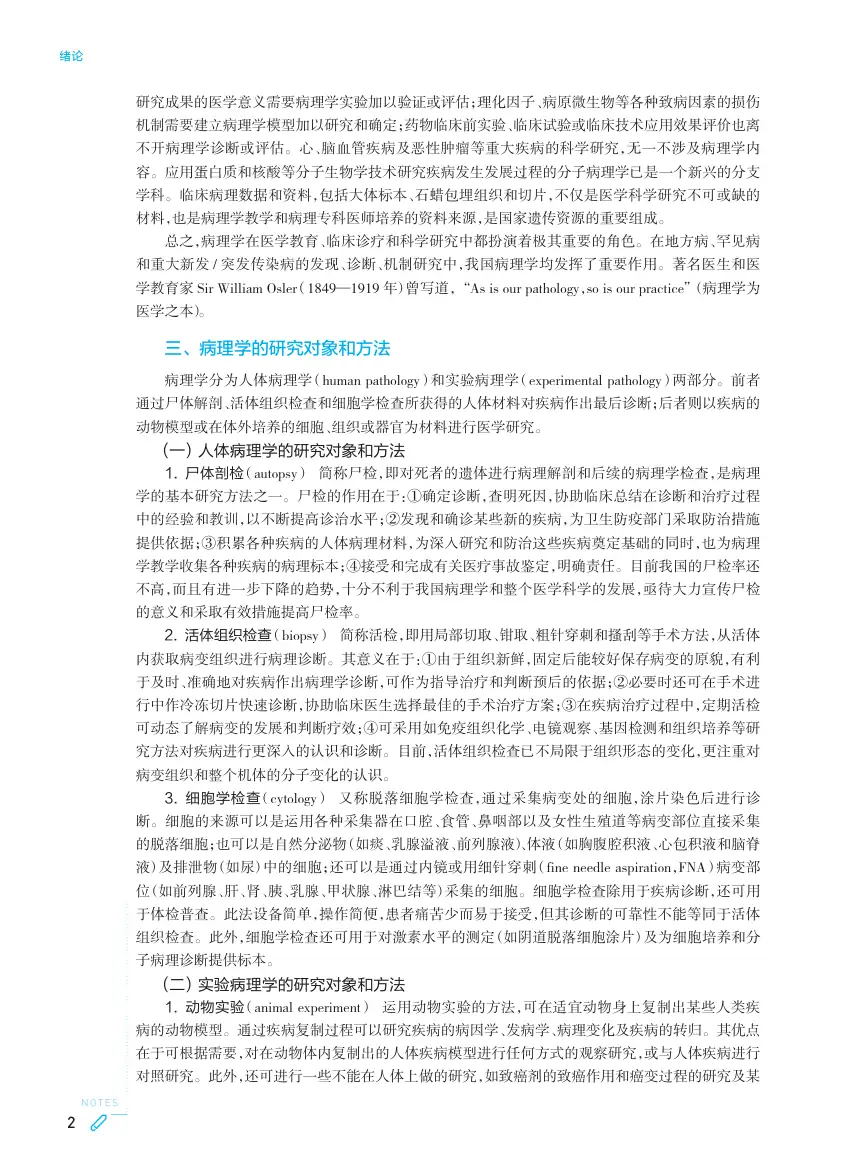 绪论
研究成果的医学意义需要病理学实验加以验证或评估;理化因子、病原微生物等各种致病因素的损伤
机制需要建立病理学模型加以研究和确定;药物临床前实验、临床试验或临床技术应用效果评价也离
不开病理学诊断或评估。心、脑血管疾病及恶性肿瘤等重大疾病的科学研究,无一不涉及病理学内
容。应用蛋白质和核酸等分子生物学技术研究疾病发生发展过程的分子病理学已是一个新兴的分支
学科。临床病理数据和资料,包括大体标本、石蜡包埋组织和切片,不仅是医学科学研究不可或缺的
材料,也是病理学教学和病理专科医师培养的资料来源,是国家遗传资源的重要组成。
总之,病理学在医学教育、临床诊疗和科学研究中都扮演着极其重要的角色。在地方病、罕见病
和重大新发/突发传染病的发现、诊断、机制研究中,我国病理学均发挥了重要作用。著名医生和医
学教育家 Sir William Osler(1849—1919 年)曾写道,“As is our pathology,so is our practice”(病理学为
医学之本)。
三、病理学的研究对象和方法
病理学分为人体病理学(human pathology)和实验病理学(experimental pathology)两部分。前者
通过尸体解剖、活体组织检查和细胞学检查所获得的人体材料对疾病作出最后诊断;后者则以疾病的
动物模型或在体外培养的细胞、组织或器官为材料进行医学研究。
(一)人体病理学的研究对象和方法
1. 尸体剖检(autopsy) 简称尸检,即对死者的遗体进行病理解剖和后续的病理学检查,是病理
学的基本研究方法之一。尸检的作用在于:①确定诊断,查明死因,协助临床总结在诊断和治疗过程
中的经验和教训,以不断提高诊治水平;②发现和确诊某些新的疾病,为卫生防疫部门采取防治措施
提供依据;③积累各种疾病的人体病理材料,为深入研究和防治这些疾病奠定基础的同时,也为病理
学教学收集各种疾病的病理标本;④接受和完成有关医疗事故鉴定,明确责任。目前我国的尸检率还
不高,而且有进一步下降的趋势,十分不利于我国病理学和整个医学科学的发展,亟待大力宣传尸检
的意义和采取有效措施提高尸检率。
2. 活体组织检查(biopsy) 简称活检,即用局部切取、钳取、粗针穿刺和搔刮等手术方法,从活体
内获取病变组织进行病理诊断。其意义在于:①由于组织新鲜,固定后能较好保存病变的原貌,有利
于及时、准确地对疾病作出病理学诊断,可作为指导治疗和判断预后的依据;②必要时还可在手术进
行中作冷冻切片快速诊断,协助临床医生选择最佳的手术治疗方案;③在疾病治疗过程中,定期活检
可动态了解病变的发展和判断疗效;④可采用如免疫组织化学、电镜观察、基因检测和组织培养等研
究方法对疾病进行更深入的认识和诊断。目前,活体组织检查已不局限于组织形态的变化,更注重对
病变组织和整个机体的分子变化的认识。
3. 细胞学检查(cytology) 又称脱落细胞学检查,通过采集病变处的细胞,涂片染色后进行诊
断。细胞的来源可以是运用各种采集器在口腔、食管、鼻咽部以及女性生殖道等病变部位直接采集
的脱落细胞;也可以是自然分泌物(如痰、乳腺溢液、前列腺液)、体液(如胸腹腔积液、心包积液和脑脊
液)及排泄物(如尿)中的细胞;还可以是通过内镜或用细针穿刺(fine needle aspiration,FNA)病变部
位(如前列腺、肝、肾、胰、乳腺、甲状腺、淋巴结等)采集的细胞。细胞学检查除用于疾病诊断,还可用
于体检普查。此法设备简单,操作简便,患者痛苦少而易于接受,但其诊断的可靠性不能等同于活体
组织检查。此外,细胞学检查还可用于对激素水平的测定(如阴道脱落细胞涂片)及为细胞培养和分
子病理诊断提供标本。
(二)实验病理学的研究对象和方法
1. 动物实验(animal experiment) 运用动物实验的方法,可在适宜动物身上复制出某些人类疾
病的动物模型。通过疾病复制过程可以研究疾病的病因学、发病学、病理变化及疾病的转归。其优点
在于可根据需要,对在动物体内复制出的人体疾病模型进行任何方式的观察研究,或与人体疾病进行
对照研究。此外,还可进行一些不能在人体上做的研究,如致癌剂的致癌作用和癌变过程的研究及某
NOTES
2